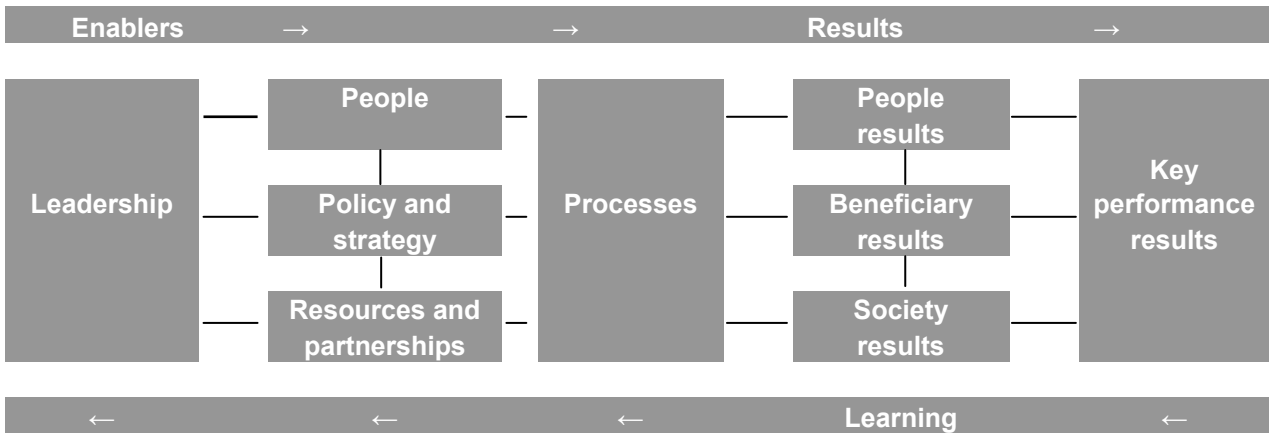 Enablers → → Results →
People
People
results
Leadership
Policy and
strategy
Processes
Beneficiary
results
Key
performance
results
Resources and
partnerships
Society
results
← ← ← Learning ←